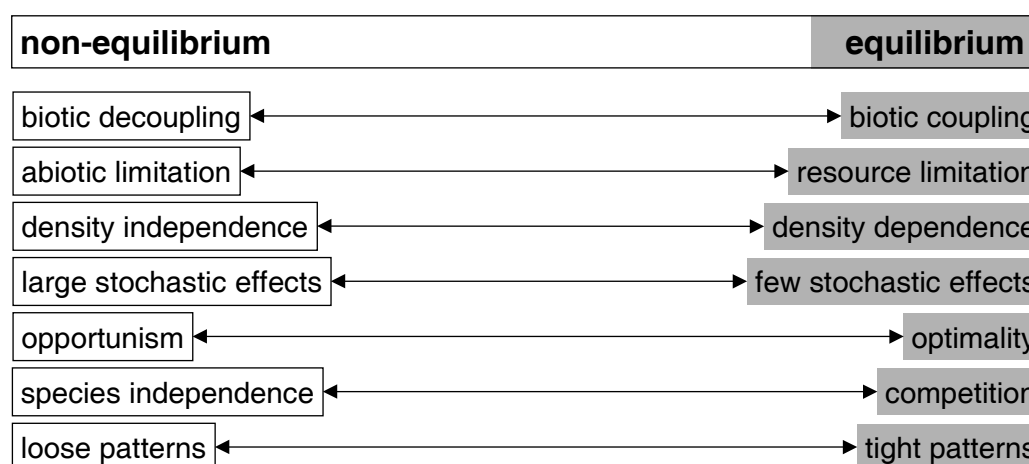 non-equilibrium equilibrium
biotic decoupling biotic coupling
abiotic limitation resource limitation
density independence density dependence
large stochastic effects few stochastic effects
opportunism optimality
species independence competition
loose patterns tight patterns